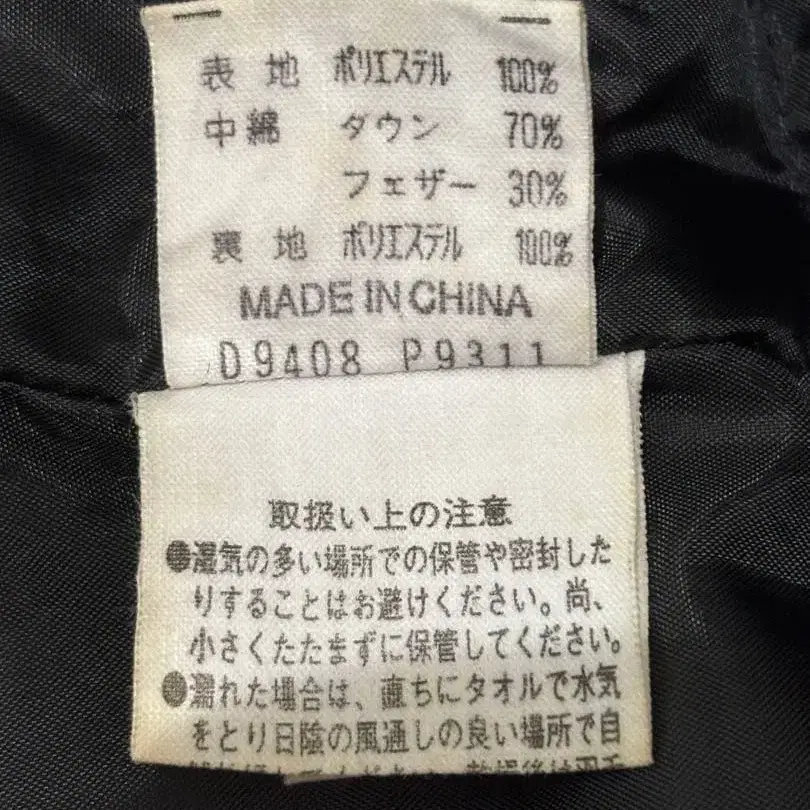 表地 ポリエステル 100%
中綿 ダウン 70%
フェザー 30%
裏地 ポリエステル 100%
MADE IN CHINA
D9408 P9311
取扱い上の注意
●湿気の多い場所での保管や密封した
りすることはお避けください。尚、
小さくたたまずに保管してください。
●濡れた場合は、直ちにタオルで水気
をとり日陰の風通しの良い場所で自